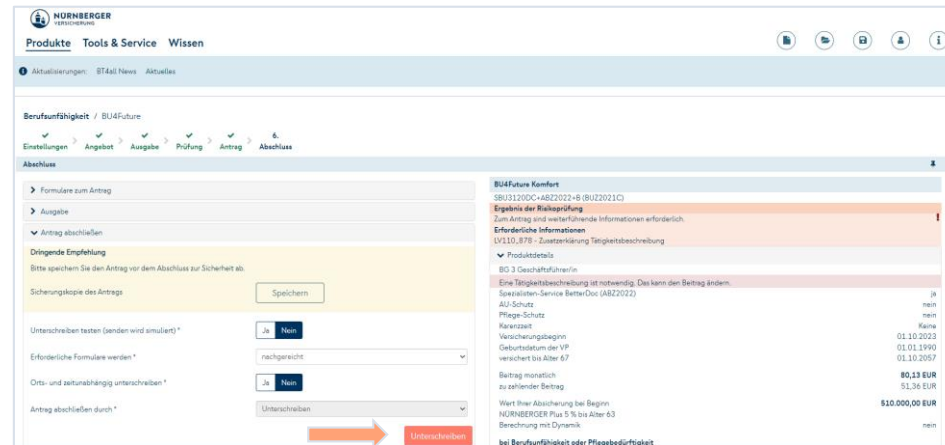 NÜRNBERGER
VERSICHERUNG
Produkte Tools & Service Wissen
Aktualisierungen: BT4all News Aktuelles
Berufsunfähigkeit / BU4Future
6.
Einstellungen Angebot Ausgabe Prüfung Antrag Abschluss
Abschluss
Formulare zum Antrag
Ausgabe
Antrag abschließen
Dringende Empfehlung
Bitte speichern Sie den Antrag vor dem Abschluss zur Sicherheit ab.
Sicherungskopie des Antrags Speichern
Unterschreiben testen (senden wird simuliert) * Ja Nein
Erforderliche Formulare werden * nachgereicht
Orts- und zeitunabhängig unterschreiben * Ja Nein
Antrag abschließen durch * Unterschreiben
Unterschreiben
BU4Future Komfort
SBU3120DC+ABZ2022+B (BUZ2021C)
Ergebnis der Risikoprüfung
Zum Antrag sind weiterführende Informationen erforderlich. !
Erforderliche Informationen
LV110_878 - Zusatzerklärung Tätigkeitsbeschreibung
Produktdetails
BG 3 Geschäftsführer/in
Eine Tätigkeitsbeschreibung ist notwendig. Das kann den Beitrag ändern.
Spezialisten-Service BetterDoc (ABZ2022) ja
AU-Schutz nein
Pflege-Schutz nein
Karenzzeit Keine
Versicherungsbeginn 01.10.2023
Geburtsdatum der VP 01.01.1990
versichert bis Alter 67 01.10.2057
Beitrag monatlich 80,13 EUR
zu zahlender Beitrag 51,36 EUR
Wert Ihrer Absicherung bei Beginn 510.000,00 EUR
NÜRNBERGER Plus 5 % bis Alter 63
Berechnung mit Dynamik nein
bei Berufsunfähigkeit oder Pflegebedürftigkeit